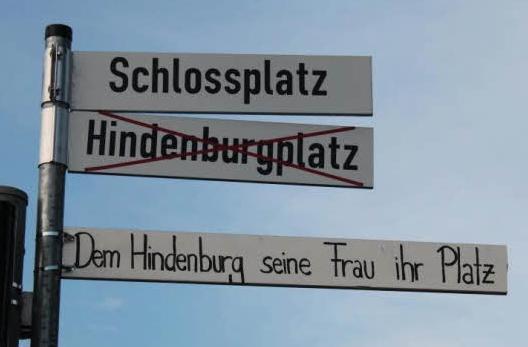 Schlossplatz
Hindenburgplatz
Dem Hindenburg seine Frau ihr Platz